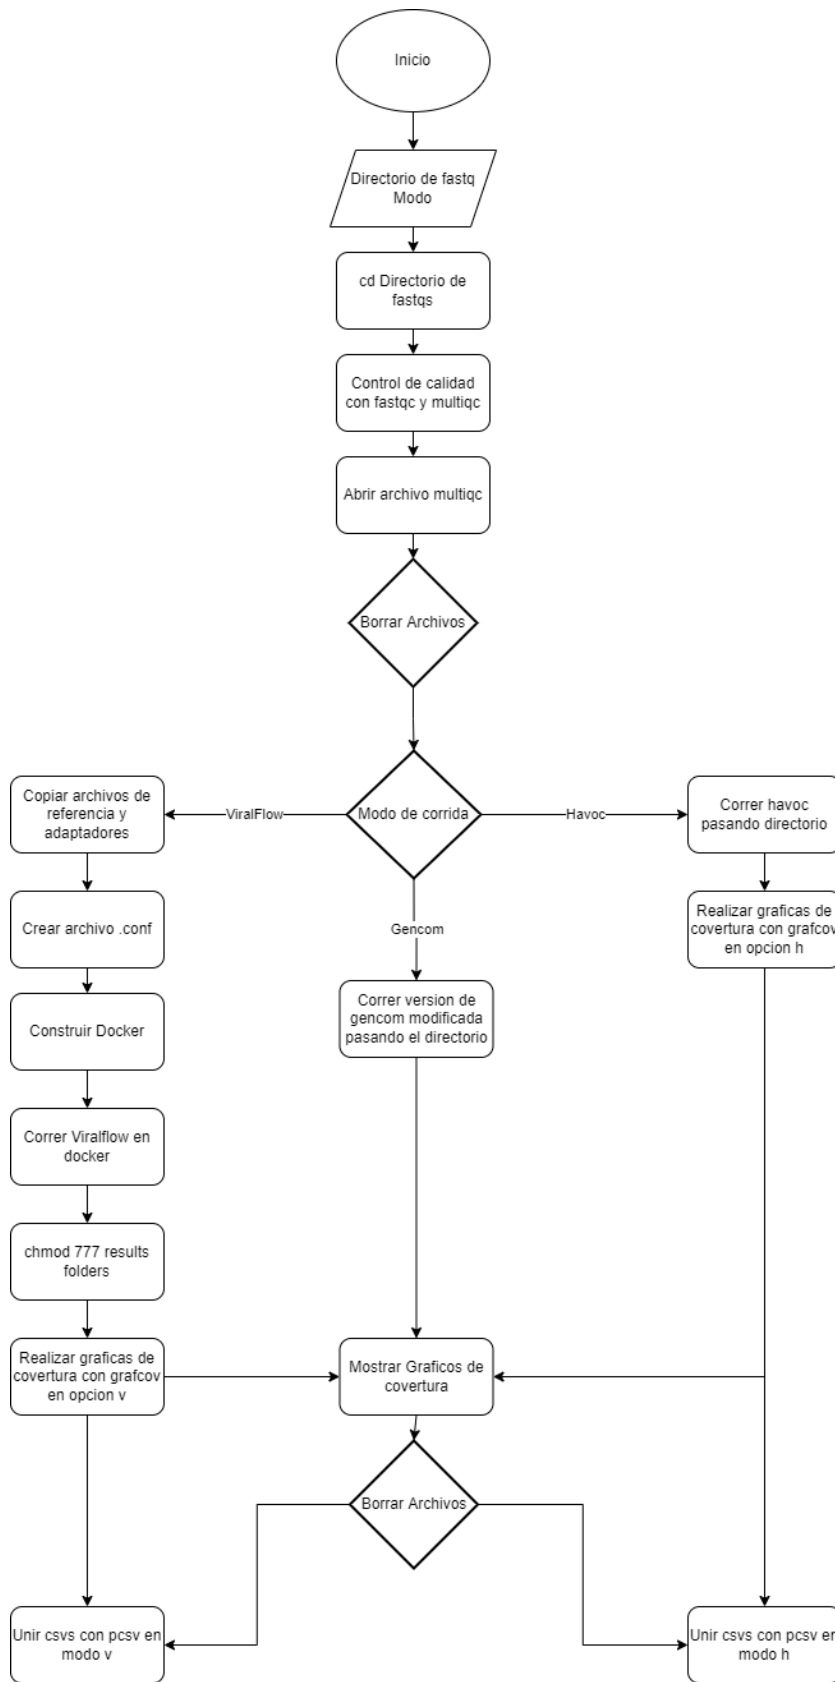 Inicio
Directorio de fastq
Modo
cd Directorio de
fastqs
Control de calidad
con fastqc y multiqc
Abrir archivo multiqc
Borrar Archivos
Copiar archivos de
referencia y
adaptadores
ViralFlow
Modo de corrida
Havoc
Correr havoc
pasando directorio
Crear archivo .conf
Gencom
Realizar graficas de
covertura con grafcov
en opcion h
Construir Docker
Correr version de
gencom modificada
pasando el directorio
Correr Viralflow en
docker
chmod 777 results
folders
Realizar graficas de
covertura con grafcov
en opcion v
Mostrar Graficos de
covertura
Borrar Archivos
Unir csvs con pcsv en
modo v
Unir csvs con pcsv en
modo h